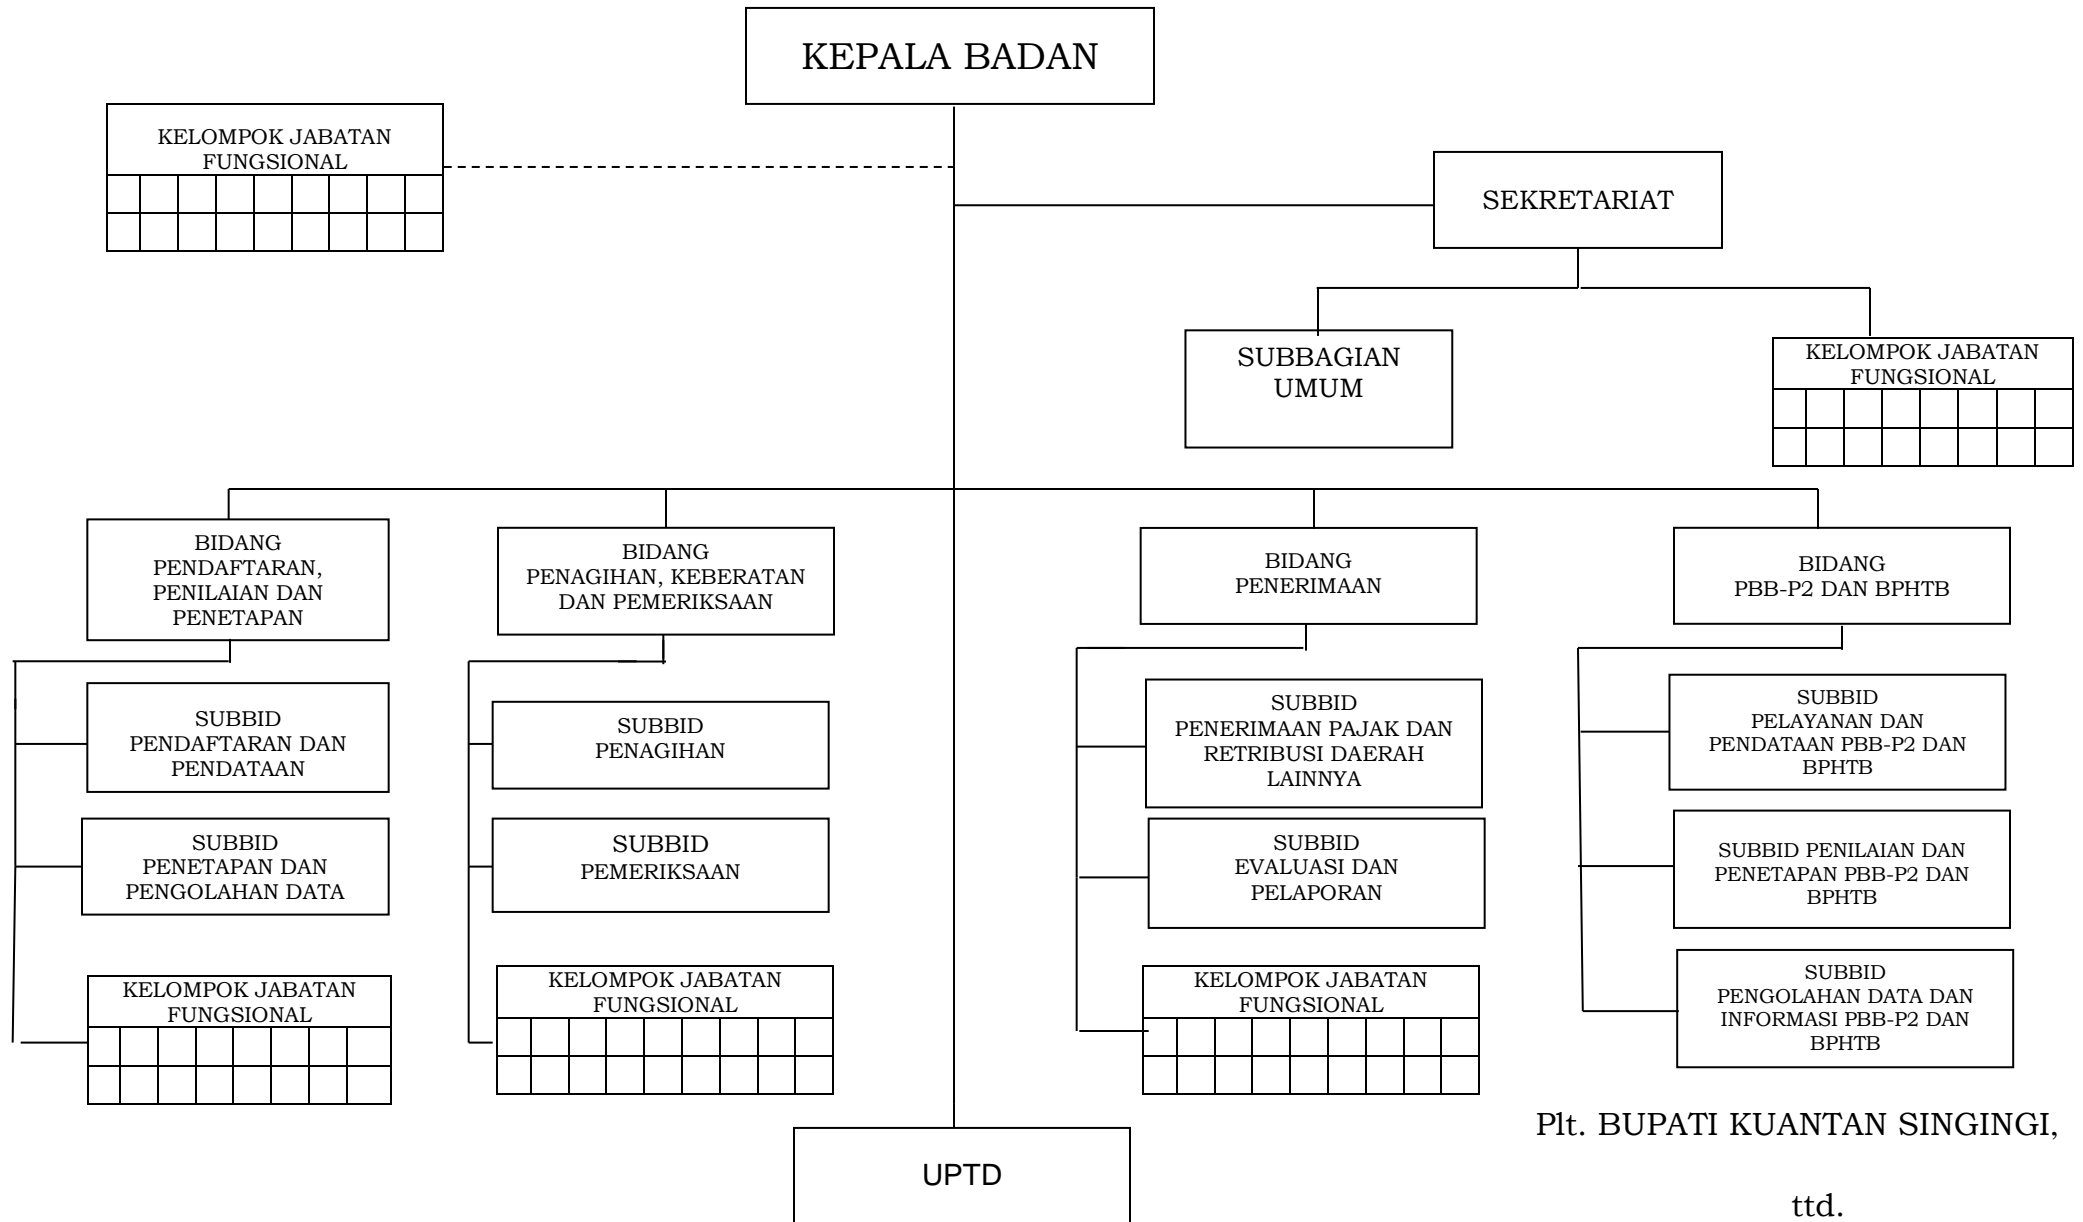 KEPALA BADAN
KELOMPOK JABATAN
FUNGSIONAL
SEKRETARIAT
SUBBAGIAN
UMUM
KELOMPOK JABATAN
FUNGSIONAL
BIDANG
PENDAFTARAN,
PENILAIAN DAN
PENETAPAN
BIDANG
PENAGIHAN, KEBERATAN
DAN PEMERIKSAAN
BIDANG
PENERIMAAN
BIDANG
PBB-P2 DAN BPHTB
SUBBID
PENDAFTARAN DAN
PENDATAAN
SUBBID
PENAGIHAN
SUBBID
PENERIMAAN PAJAK DAN
RETRIBUSI DAERAH
LAINNYA
SUBBID
PELAYANAN DAN
PENDATAAN PBB-P2 DAN
BPHTB
SUBBID
PENETAPAN DAN
PENGOLAHAN DATA
SUBBID
PEMERIKSAAN
SUBBID
EVALUASI DAN
PELAPORAN
SUBBID PENILAIAN DAN
PENETAPAN PBB-P2 DAN
BPHTB
KELOMPOK JABATAN
FUNGSIONAL
KELOMPOK JABATAN
FUNGSIONAL
KELOMPOK JABATAN
FUNGSIONAL
SUBBID
PENGOLAHAN DATA DAN
INFORMASI PBB-P2 DAN
BPHTB
UPTD
Plt. BUPATI KUANTAN SINGINGI,
ttd.